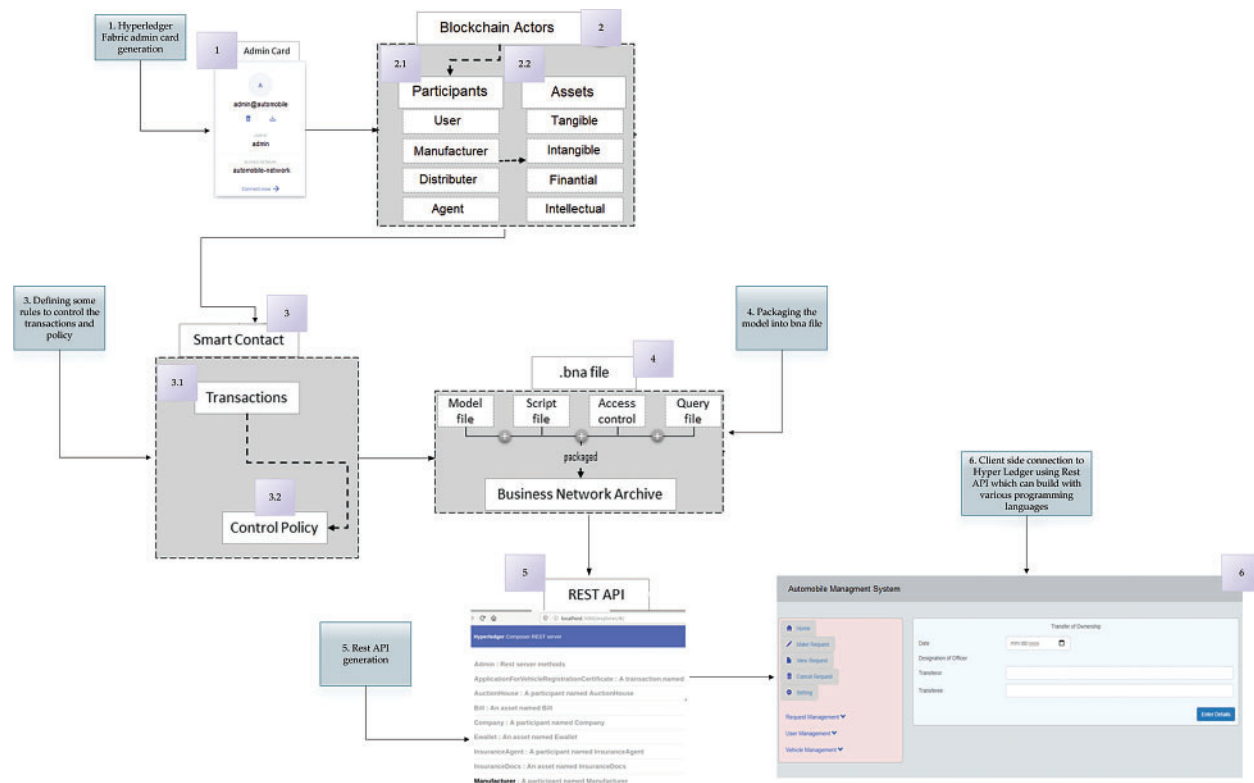 1. Hyperledger
Fabric admin card
generation
1
Admin Card
A
admin@automobile
admin
automobile-network
Connect now →
Blockchain Actors
2
2.1
2.2
Participants
Assets
User
Tangible
Manufacturer
Intangible
Distributer
Finantial
Agent
Intellectual
3. Defining some
rules to control the
transactions and
policy
3
Smart Contact
3.1
Transactions
3.2
Control Policy
4. Packaging the
model into bna file
4
.bna file
Model
file
Script
file
Access
control
Query
file
packaged
Business Network Archive
5. Rest API
generation
5
REST API
Hyperledger Composer REST server
Admin : Rest server methods
ApplicationForVehicleRegistrationCertificate : A transaction named
AuctionHouse : A participant named AuctionHouse
Bill : An asset named Bill
Company : A participant named Company
Ewallet : An asset named Ewallet
InsuranceAgent : A participant named InsuranceAgent
InsuranceDocs : An asset named InsuranceDocs
Manufacturer : A participant named Manufacturer
6. Client side connection to
Hyper Ledger using Rest
API which can build with
various programming
languages
6
Automobile Managment System
Home
Make Request
View Request
Cancel Request
Setting
Request Management
User Management
Vehicle Management
Transfer of Ownership
Date
mm/dd/yyyy
Designation of Officer
Transferor
Transferee
Enter Details